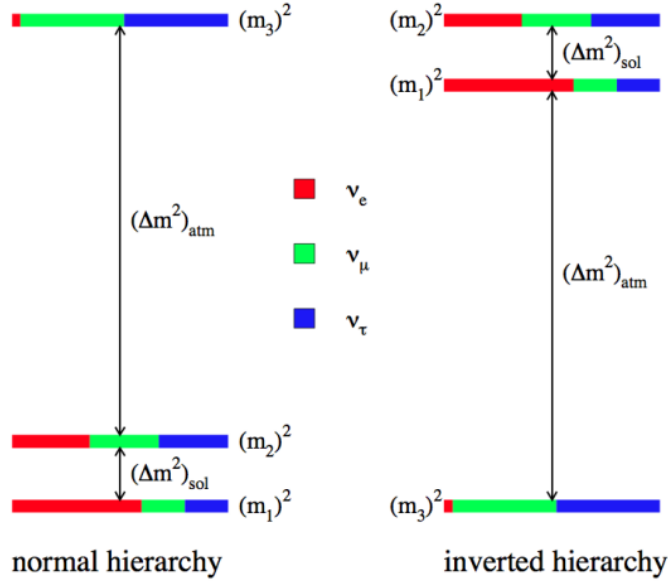 (m₃)²
(Δm²)atm
(m₂)²
(Δm²)sol
(m₁)²
normal hierarchy
νe
νμ
ντ
(m₂)²
(Δm²)sol
(m₁)²
(Δm²)atm
(m₃)²
inverted hierarchy